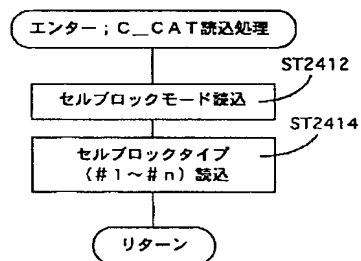 エンター；C＿CAT読込処理
ST2412
セルブロックモード読込
ST2414
セルブロックタイプ
（＃1～＃n）読込
リターン